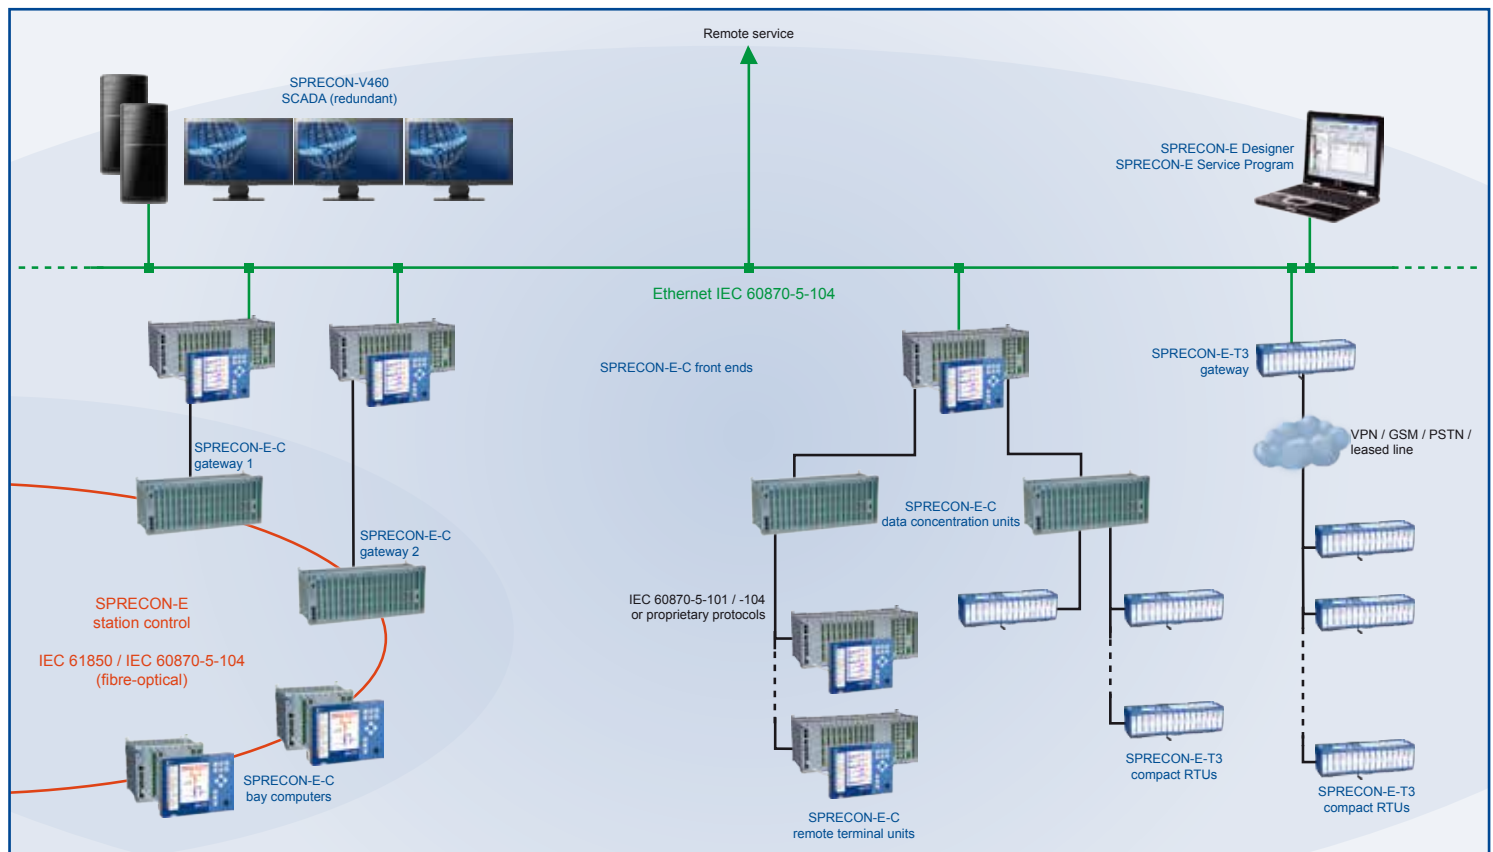 Remote service
SPRECON-V460
SCADA (redundant)
SPRECON-E Designer
SPRECON-E Service Program
Ethernet IEC 60870-5-104
SPRECON-E-C front ends
SPRECON-E-T3
gateway
SPRECON-E-C
gateway 1
VPN / GSM / PSTN /
leased line
SPRECON-E-C
data concentration units
SPRECON-E-C
gateway 2
SPRECON-E
station control
IEC 61850 / IEC 60870-5-104
(fibre-optical)
IEC 60870-5-101 / -104
or proprietary protocols
SPRECON-E-C
bay computers
SPRECON-E-T3
compact RTUs
SPRECON-E-T3
compact RTUs
SPRECON-E-C
remote terminal units